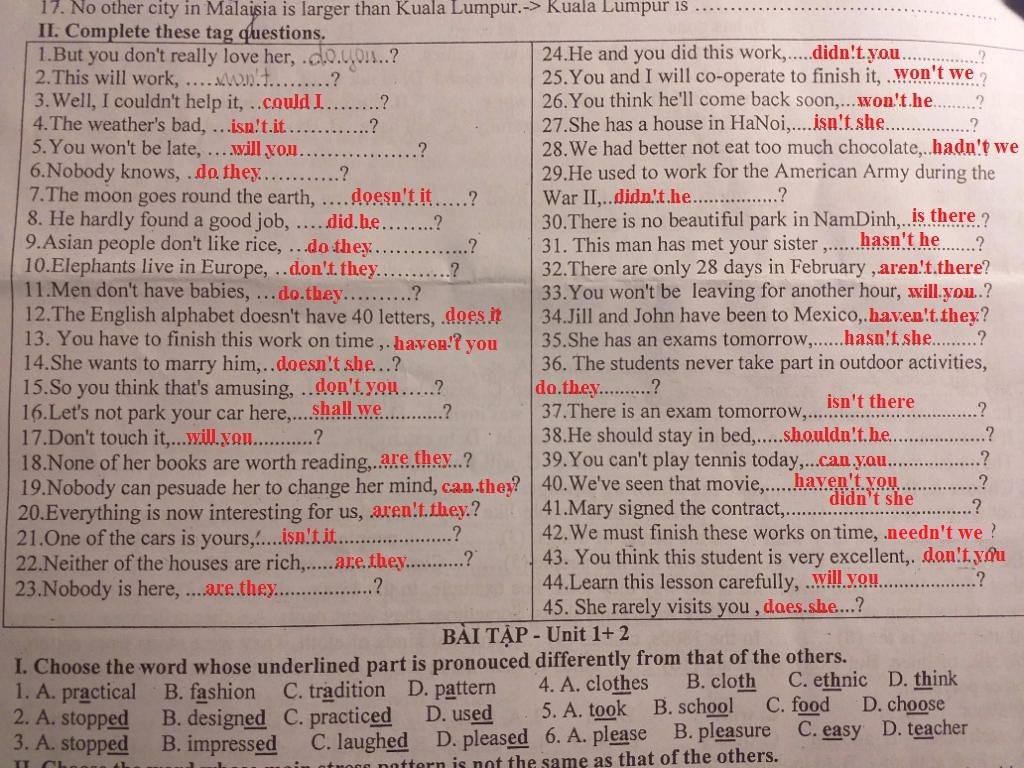 17. No other city in Malaisia is larger than Kuala Lumpur.-> Kuala Lumpur is ......................
II. Complete these tag questions.
1.But you don't really love her, .do.you..?
2.This will work, .....won't..........?
3.Well, I couldn't help it, ..could I........?
4.The weather's bad, ...isn't.it..............?
5.You won't be late, ....will.you..................?
6.Nobody knows, ..do.they............?
7.The moon goes round the earth, .....doesn't it......?
8. He hardly found a good job, .....did.he........?
9.Asian people don't like rice, ...do.they................?
10.Elephants live in Europe, ..don't.they............?
11.Men don't have babies, ...do.they...........?
12.The English alphabet doesn't have 40 letters, .does it
13. You have to finish this work on time ,. haven't you
14.She wants to marry him,..doesn't.she...?
15.So you think that's amusing, ..don't.you......?
16.Let's not park your car here,...shall we..........?
17.Don't touch it,...will.you...........?
18.None of her books are worth reading,.are they..?
19.Nobody can pesuade her to change her mind, can.they?
20.Everything is now interesting for us, .aren't.they.?
21.One of the cars is yours,....isn't.it.....................?
22.Neither of the houses are rich,.....are.they..........?
23.Nobody is here, ...are.they.................?
24.He and you did this work,.....didn't.you..............?
25.You and I will co-operate to finish it, .won't we ?
26.You think he'll come back soon,...won't.he........?
27.She has a house in HaNoi,....isn't.she...............?
28.We had better not eat too much chocolate,..hadn't we
29.He used to work for the American Army during the
War II,..didn't.he...............?
30.There is no beautiful park in NamDinh,..is there ?
31. This man has met your sister ,......hasn't he.......?
32.There are only 28 days in February ,aren't.there?
33.You won't be leaving for another hour, will.you..?
34.Jill and John have been to Mexico,.haven't.they?
35.She has an exams tomorrow,......hasn't.she........?
36. The students never take part in outdoor activities,
do.they..........?
37.There is an exam tomorrow,....isn't there.......................?
38.He should stay in bed,.....shouldn't.he.................?
39.You can't play tennis today,...can.you................?
40.We've seen that movie,.....haven't you..............?
41.Mary signed the contract,........didn't she.................?
42.We must finish these works on time, .needn't we ?
43. You think this student is very excellent,. don't.you
44.Learn this lesson carefully, .will you................?
45. She rarely visits you , does.she...?
BÀI TẬP - Unit 1+ 2
I. Choose the word whose underlined part is pronouced differently from that of the others.
1. A. practical B. fashion C. tradition D. pattern 4. A. clothes B. cloth C. ethnic D. think
2. A. stopped B. designed C. practiced D. used 5. A. took B. school C. food D. choose
3. A. stopped B. impressed C. laughed D. pleased 6. A. please B. pleasure C. easy D. teacher
II. Choose the word whose main stress pattern is not the same as that of the others.